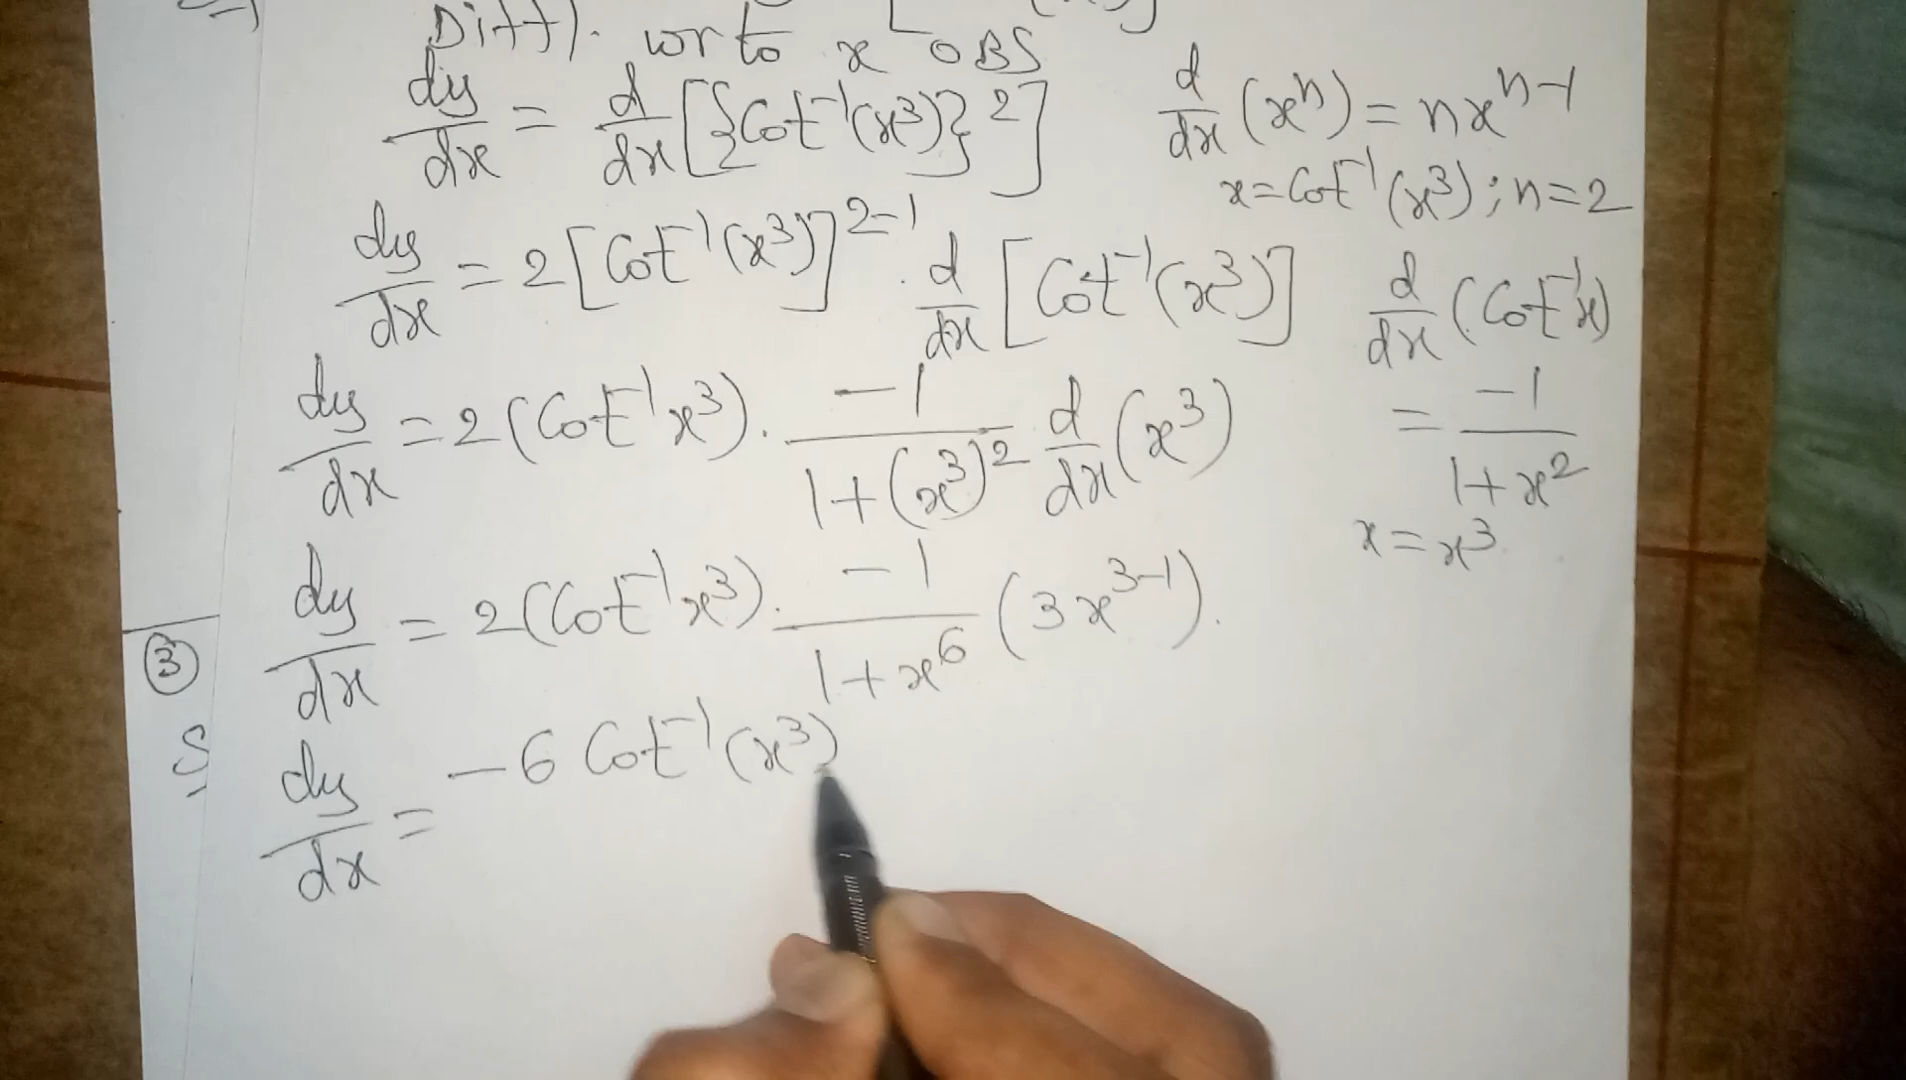 Diff). wr to x OBS
dy/dx = d/dx [{Cot⁻¹(x³)}²]
d/dx (xⁿ) = nxⁿ⁻¹
x = Cot⁻¹(x³) ; n = 2
dy/dx = 2 [Cot⁻¹(x³)]²⁻¹ . d/dx [Cot⁻¹(x³)]
d/dx (Cot⁻¹x)
= -1/1+x²
x = x³
dy/dx = 2 (Cot⁻¹x³) . -1/1+(x³)² d/dx (x³)
dy/dx = 2 (Cot⁻¹x³) . -1/1+x⁶ (3x³⁻¹).
③
S
dy/dx = -6 Cot⁻¹(x³)